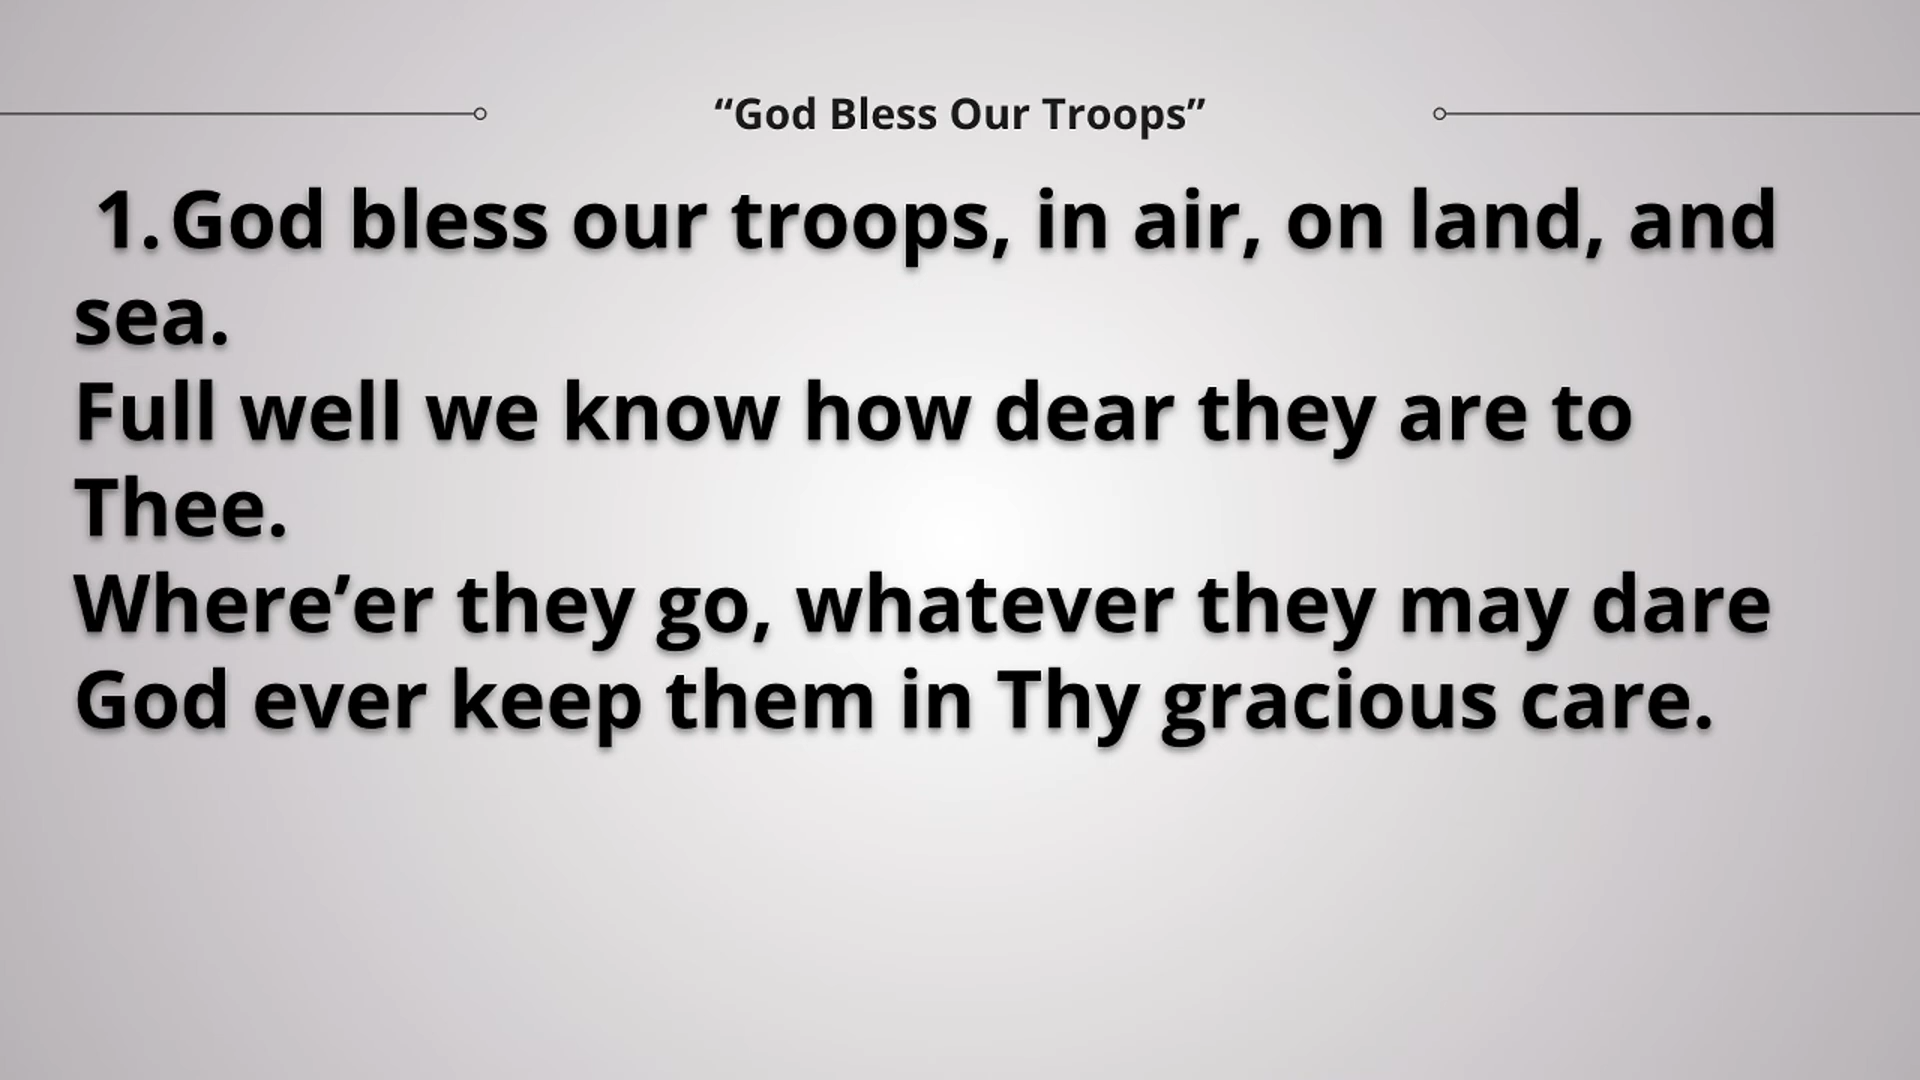 “God Bless Our Troops”
1. God bless our troops, in air, on land, and
sea.
Full well we know how dear they are to
Thee.
Where’er they go, whatever they may dare
God ever keep them in Thy gracious care.